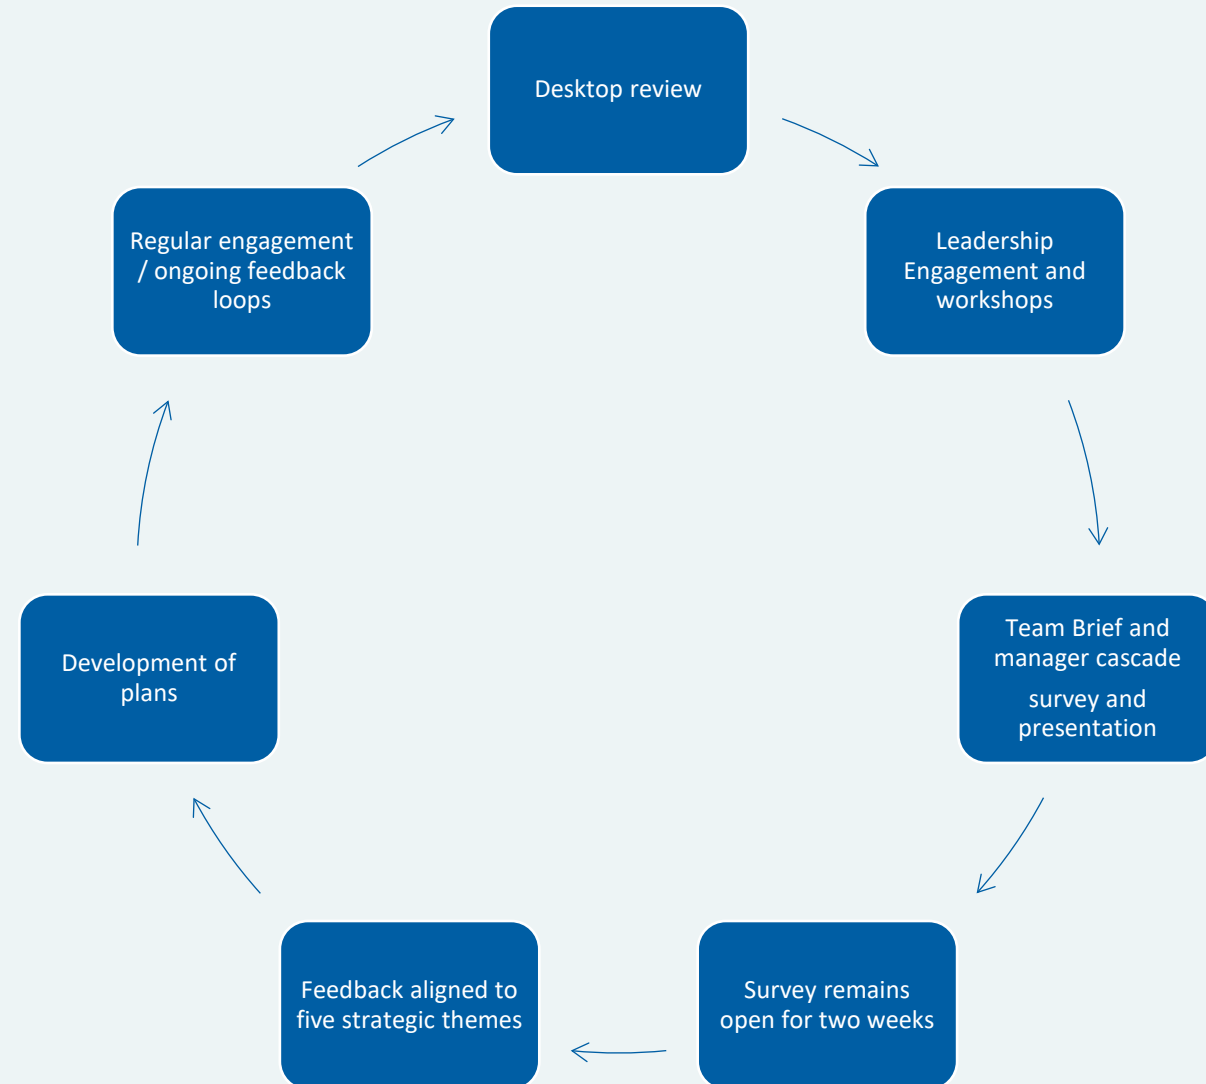 Desktop review
Leadership
Engagement and
workshops
Team Brief and
manager cascade
survey and
presentation
Survey remains
open for two weeks
Feedback aligned to
five strategic themes
Development of
plans
Regular engagement
/ ongoing feedback
loops